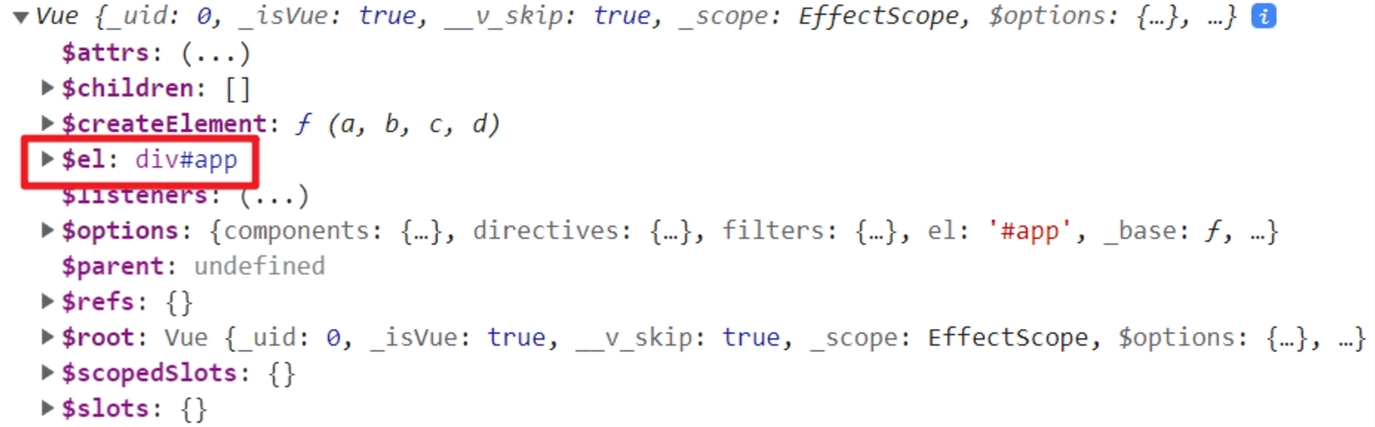 Vue {_uid: 0, _isVue: true, __v_skip: true, _scope: EffectScope, $options: {…}, …} i
$attrs: (...)
$children: []
$createElement: ƒ (a, b, c, d)
$el: div#app
$listeners: (...)
$options: {components: {…}, directives: {…}, filters: {…}, el: '#app', _base: ƒ, …}
$parent: undefined
$refs: {}
$root: Vue {_uid: 0, _isVue: true, __v_skip: true, _scope: EffectScope, $options: {…}, …}
$scopedSlots: {}
$slots: {}